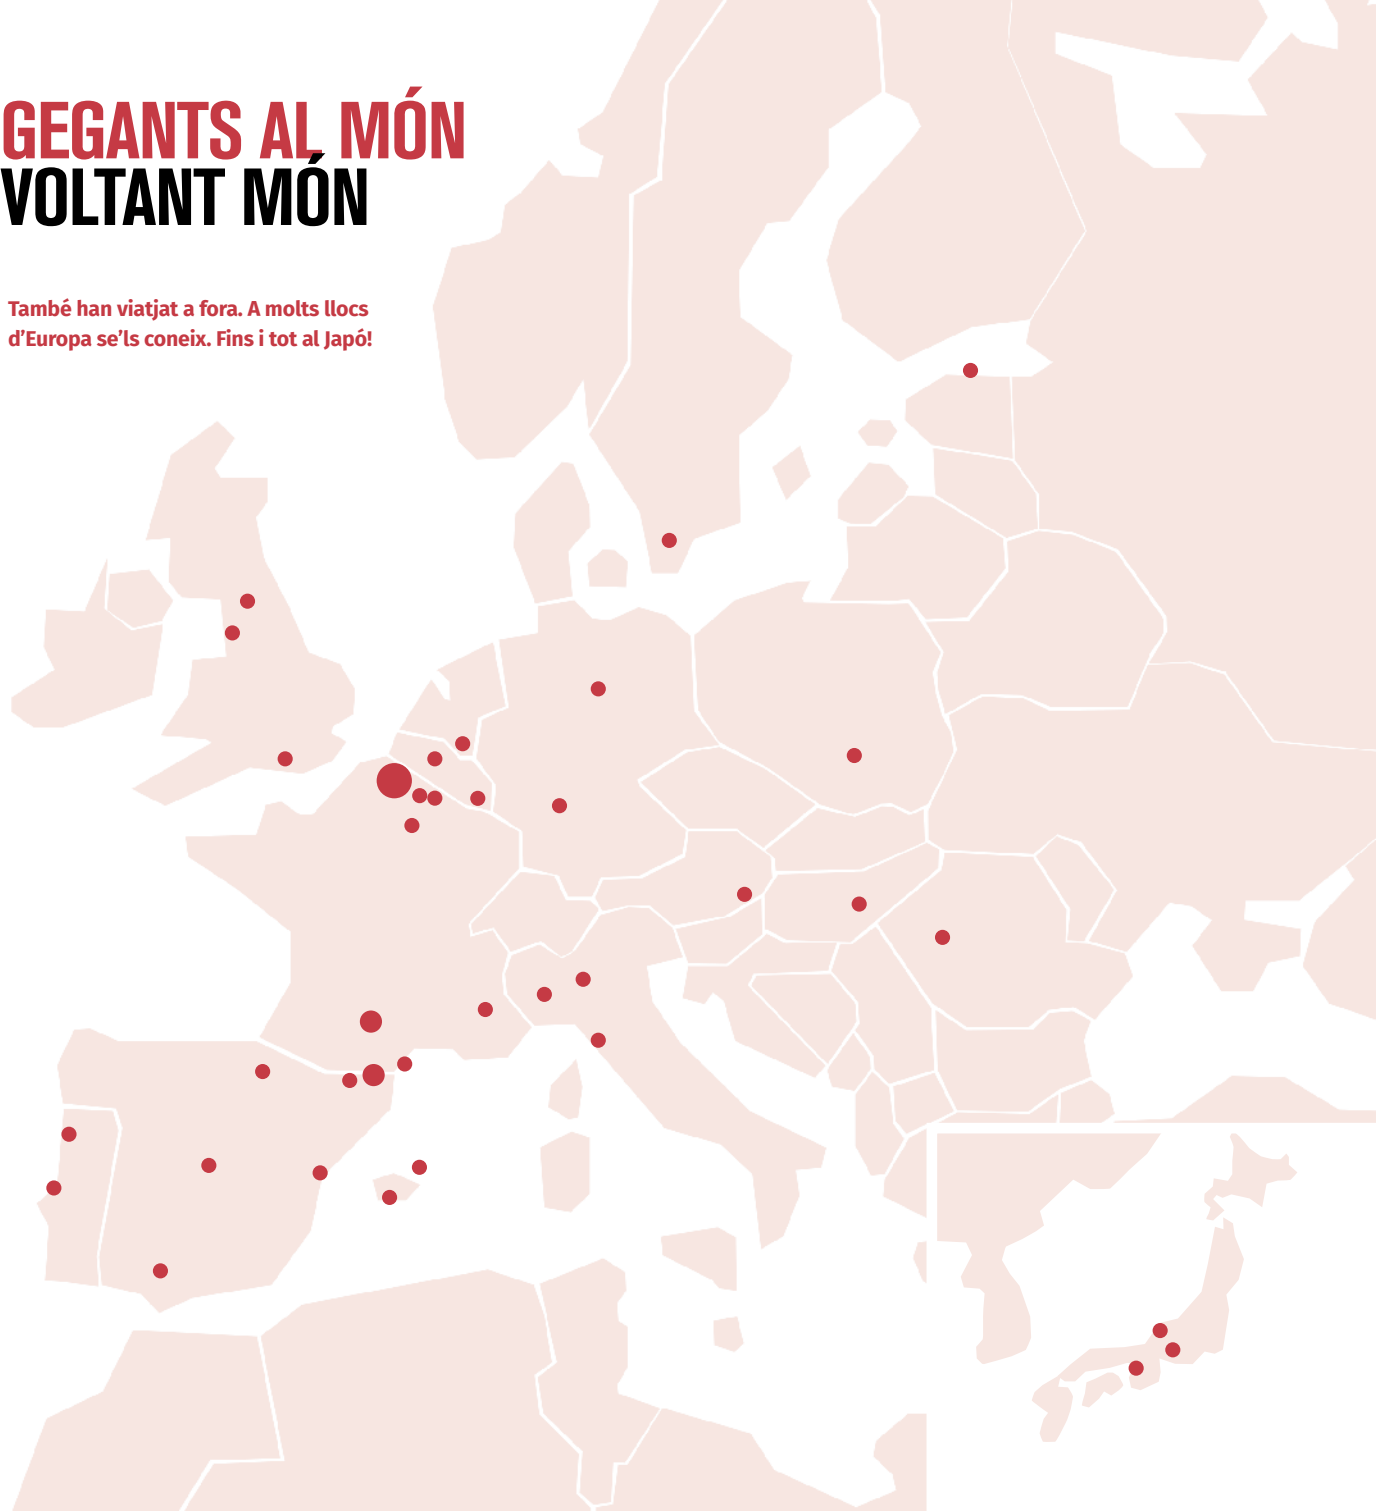 GEGANTS AL MÓN
VOLTANT MÓN
També han viatjat a fora. A molts llocs
d’Europa se’ls coneix. Fins i tot al Japó!